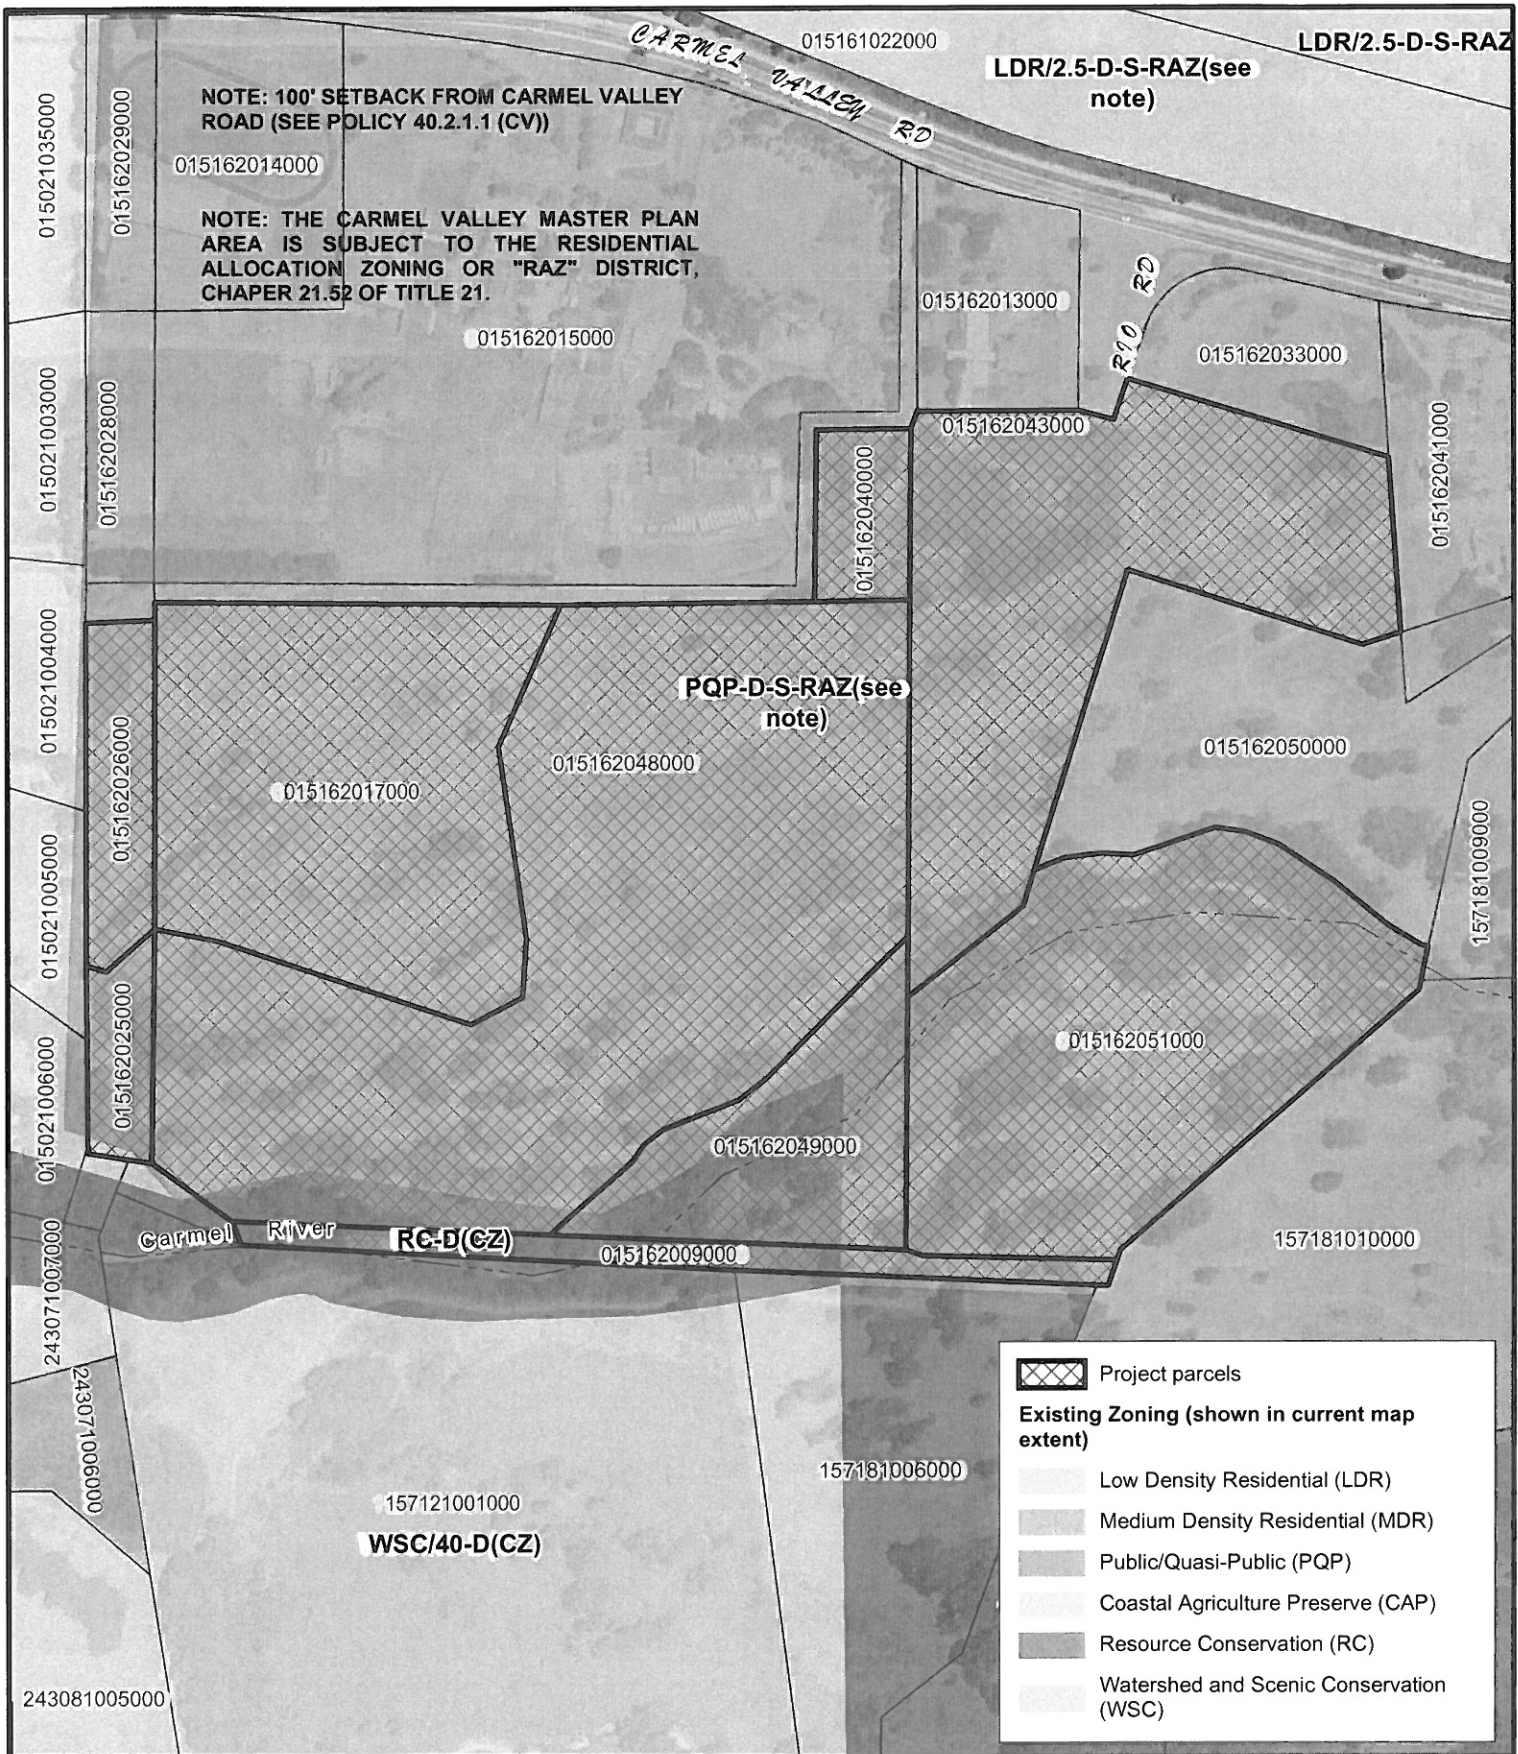 CARMEL VALLEY RD
015161022000
LDR/2.5-D-S-RAZ
LDR/2.5-D-S-RAZ(see
note)
NOTE: 100' SETBACK FROM CARMEL VALLEY
ROAD (SEE POLICY 40.2.1.1 (CV))
015021035000
015162029000
015162014000
NOTE: THE CARMEL VALLEY MASTER PLAN
AREA IS SUBJECT TO THE RESIDENTIAL
ALLOCATION ZONING OR "RAZ" DISTRICT,
CHAPER 21.52 OF TITLE 21.
015162013000
RIO RD
015162015000
015162033000
015021003000
015162028000
015162043000
015162041000
015162040000
015021004000
PQP-D-S-RAZ(see
note)
015162026000
015162017000
015162048000
015162050000
015021005000
157181009000
015162025000
015021006000
015162051000
015162049000
Carmel River
RC-D(CZ)
015162009000
157181010000
243071007000
243071006000
157121001000
WSC/40-D(CZ)
157181006000
243081005000
Project parcels
Existing Zoning (shown in current map
extent)
Low Density Residential (LDR)
Medium Density Residential (MDR)
Public/Quasi-Public (PQP)
Coastal Agriculture Preserve (CAP)
Resource Conservation (RC)
Watershed and Scenic Conservation
(WSC)